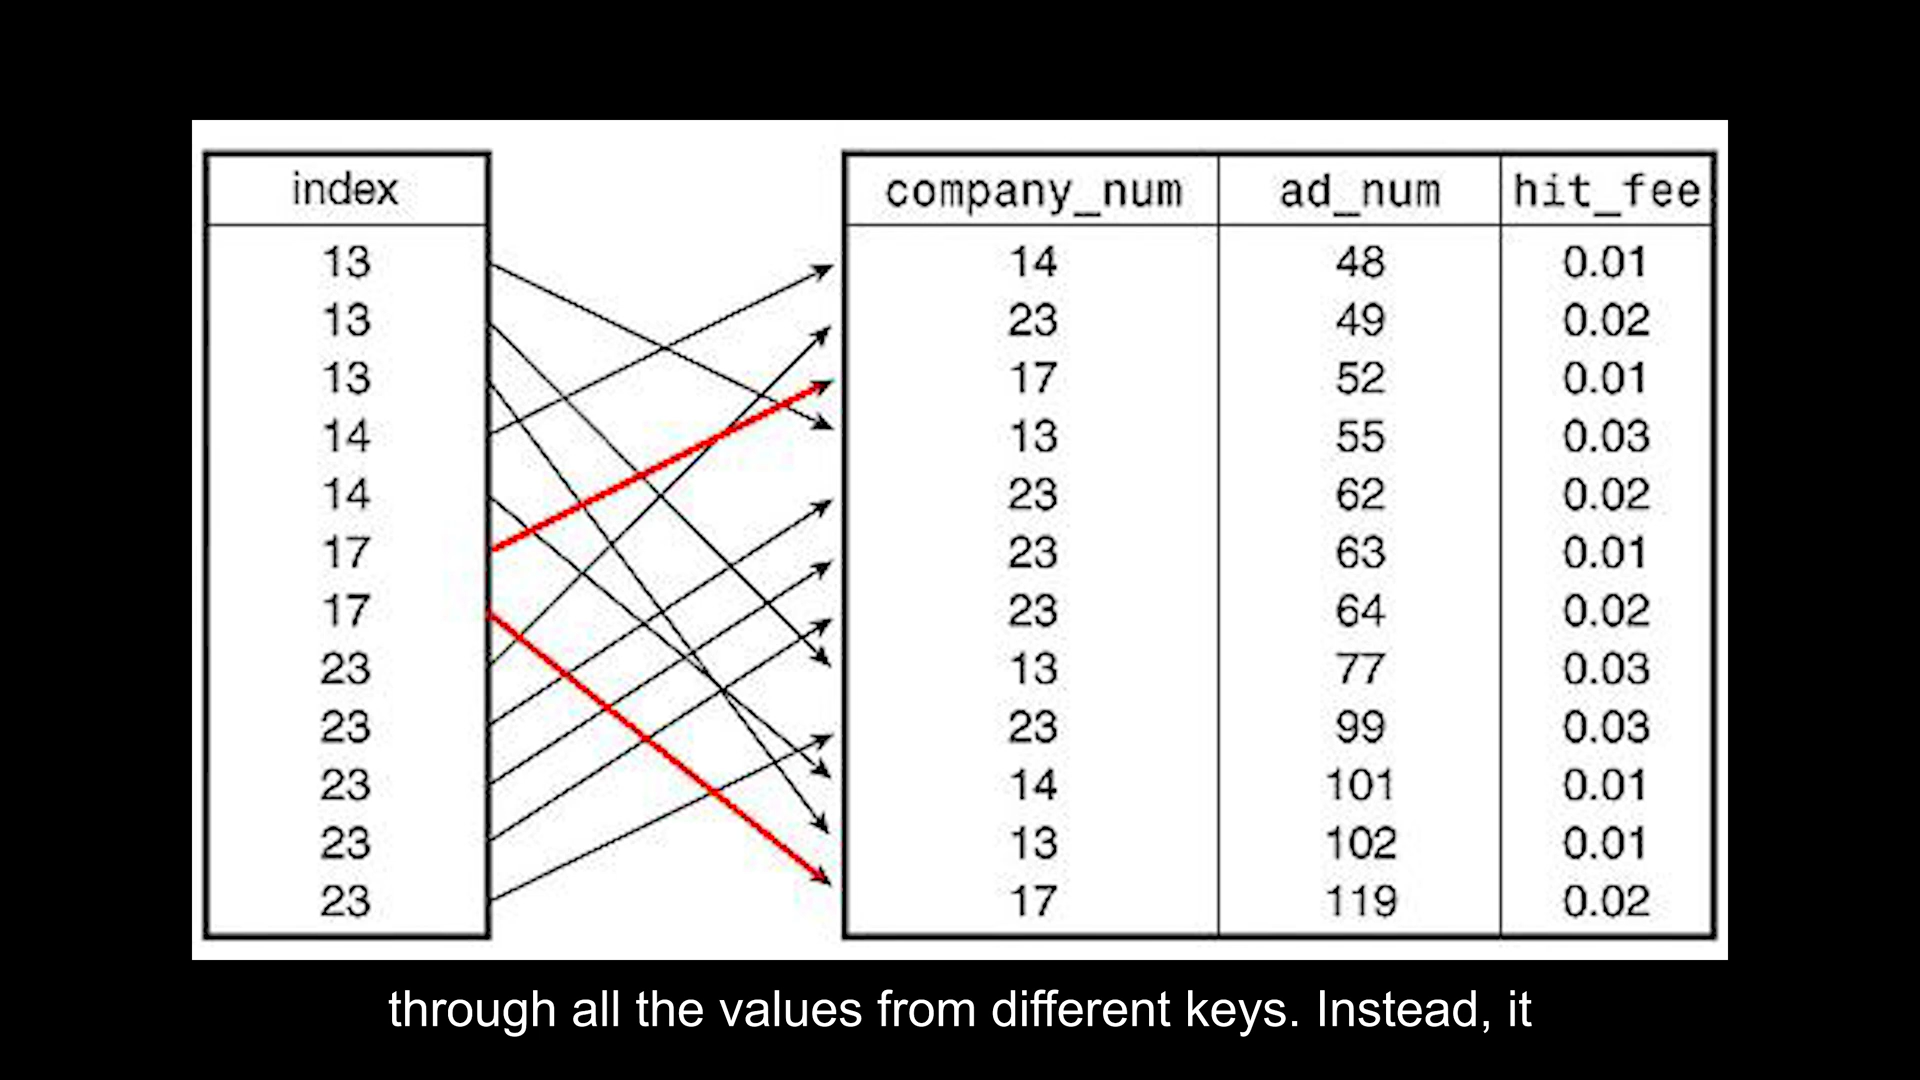 index company_num ad_num hit_fee
13 14 48 0.01
13 23 49 0.02
13 17 52 0.01
14 13 55 0.03
14 23 62 0.02
17 23 63 0.01
17 23 64 0.02
23 13 77 0.03
23 23 99 0.03
23 14 101 0.01
23 13 102 0.01
23 17 119 0.02
through all the values from different keys. Instead, it